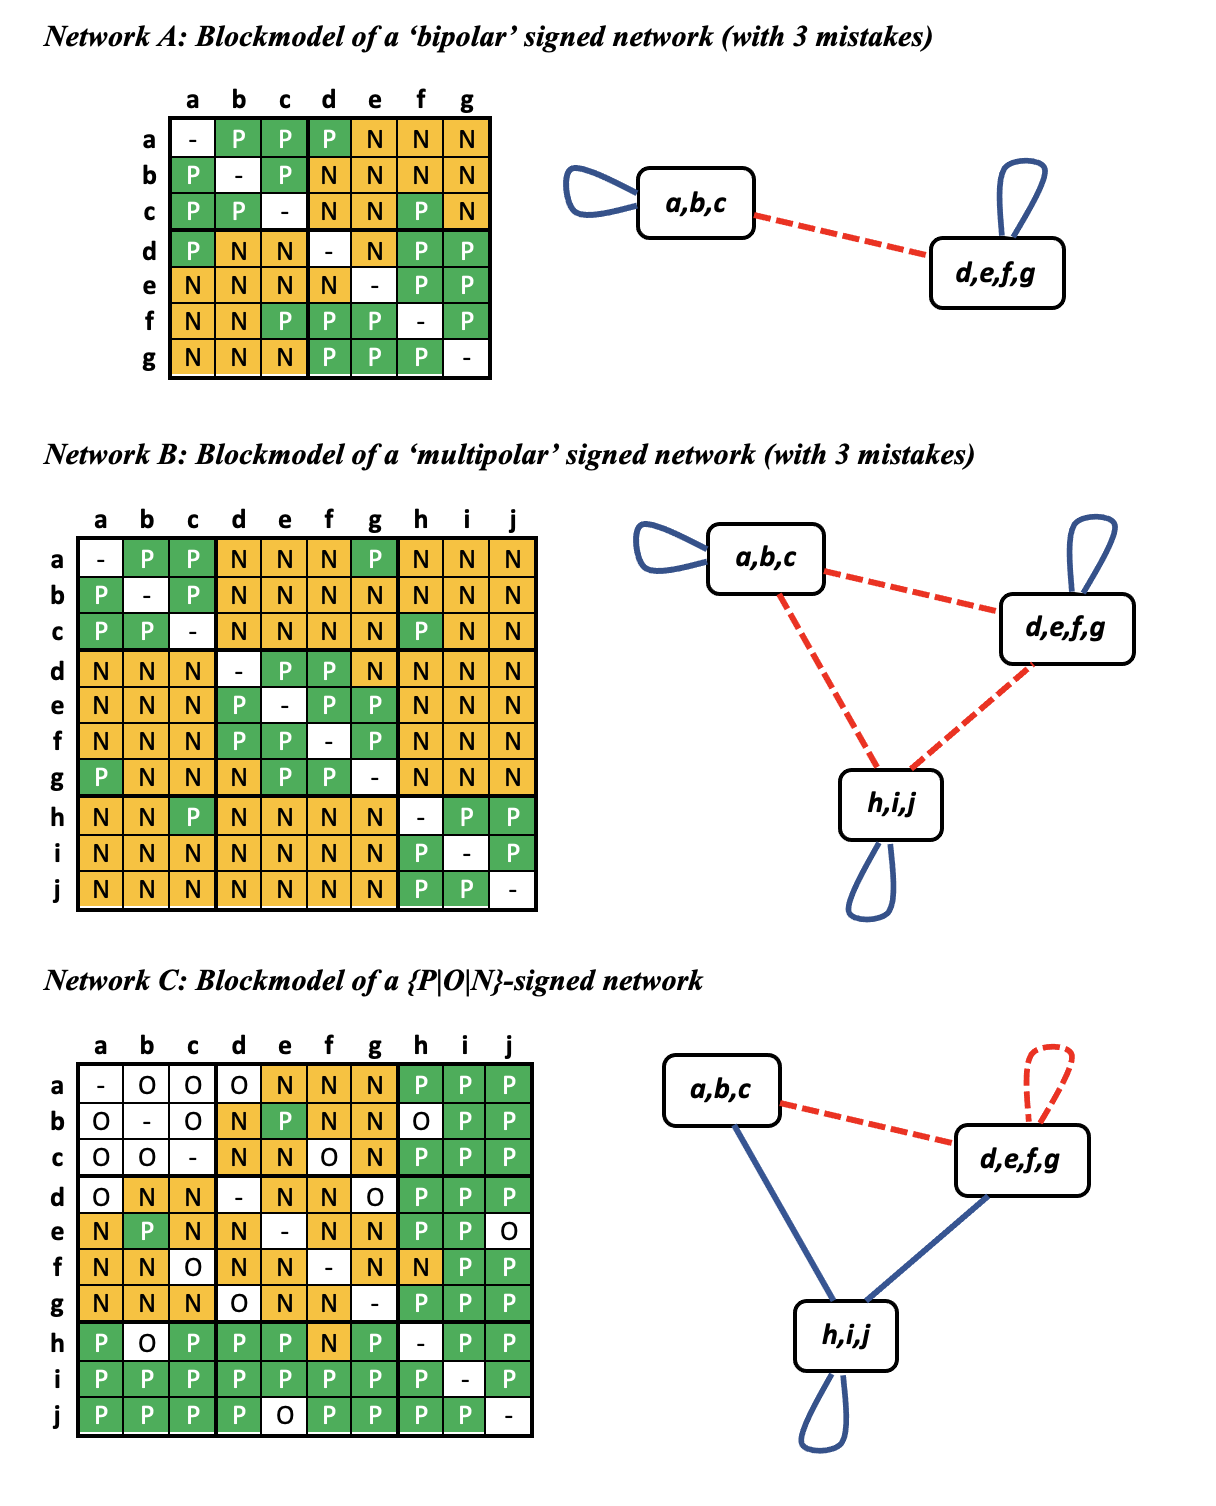 Network A: Blockmodel of a ‘bipolar’ signed network (with 3 mistakes)
a b c d e f g
a - P P P N N N
b P - P N N N N
c P P - N N P N
d P N N - N P P
e N N N N - P P
f N N P P P - P
g N N N P P P -
a,b,c
d,e,f,g
Network B: Blockmodel of a ‘multipolar’ signed network (with 3 mistakes)
a b c d e f g h i j
a - P P N N N P N N N
b P - P N N N N N N N
c P P - N N N N P N N
d N N N - P P N N N N
e N N N P - P P N N N
f N N N P P - P N N N
g P N N N P P - N N N
h N N P N N N N - P P
i N N N N N N N P - P
j N N N N N N N P P -
a,b,c
d,e,f,g
h,i,j
Network C: Blockmodel of a {P|O|N}-signed network
a b c d e f g h i j
a - O O O N N N P P P
b O - O N P N N O P P
c O O - N N O N P P P
d O N N - N N O P P P
e N P N N - N N P P O
f N N O N N - N N P P
g N N N O N N - P P P
h P O P P P N P - P P
i P P P P P P P P - P
j P P P P O P P P P -
a,b,c
d,e,f,g
h,i,j